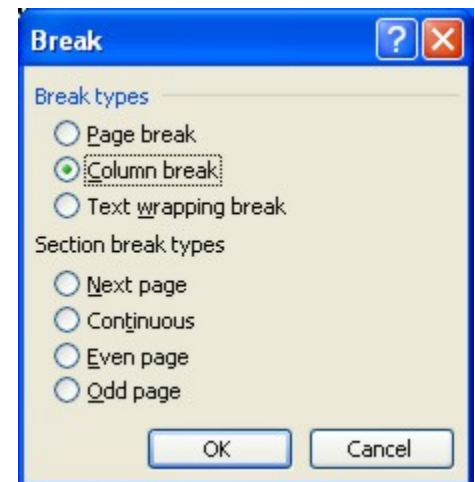 Break
Break types
Page break
Column break
Text wrapping break
Section break types
Next page
Continuous
Even page
Odd page
OK Cancel